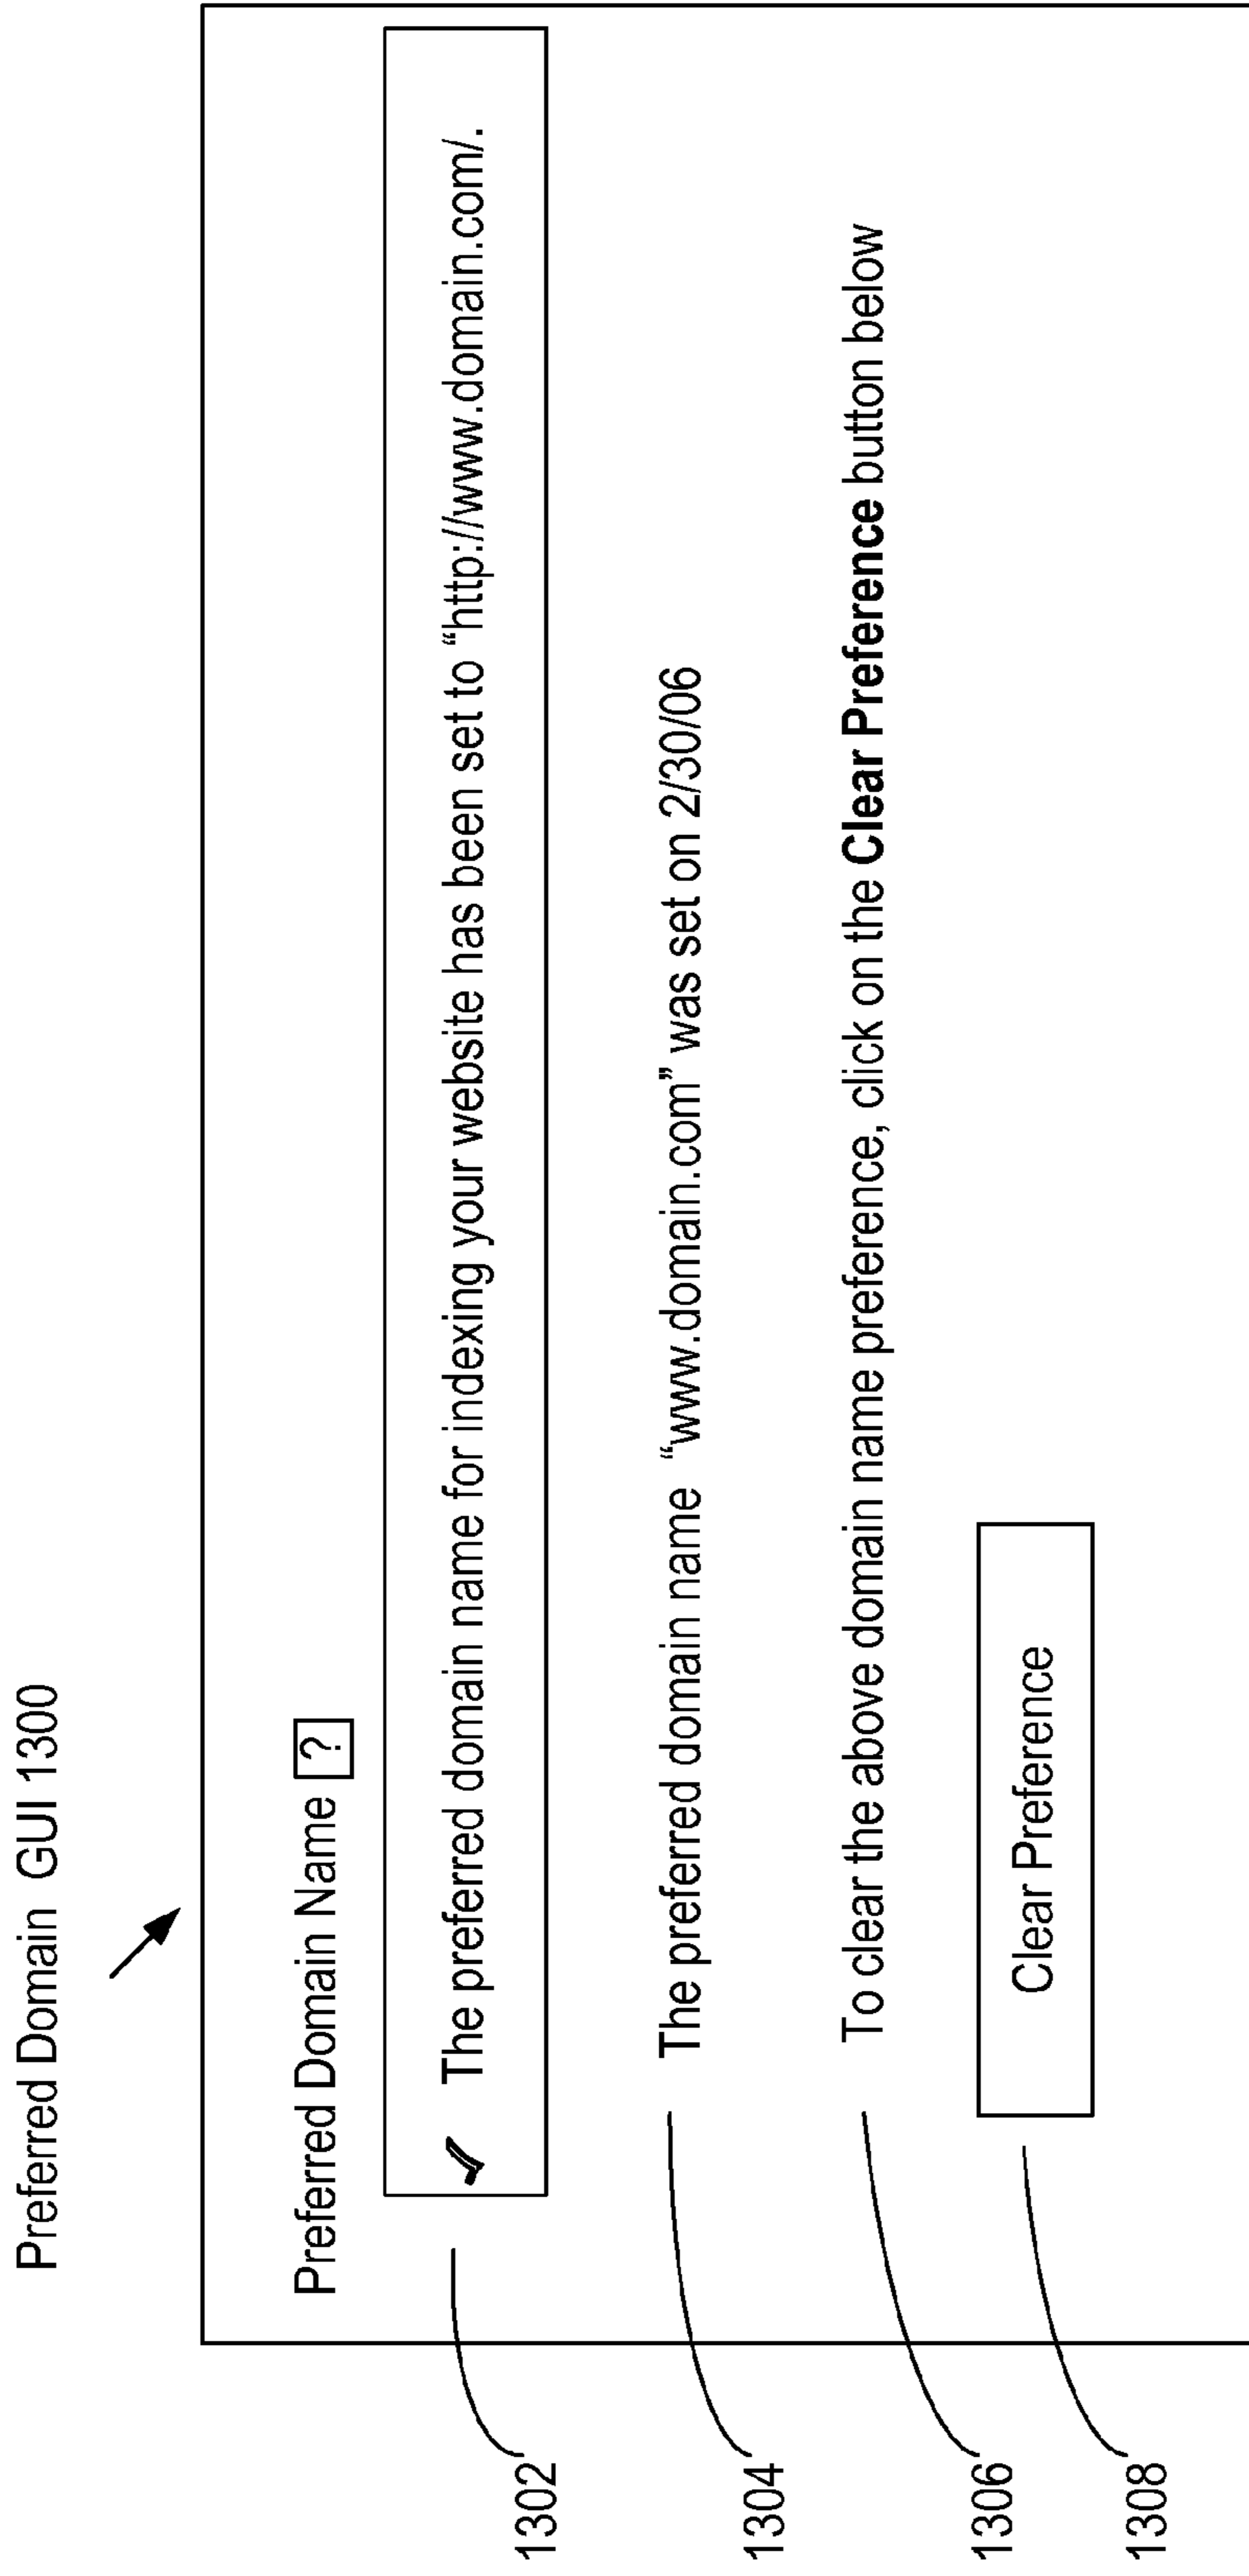 Preferred Domain GUI 1300
Preferred Domain Name ?
The preferred domain name for indexing your website has been set to “http://www.domain.com/.
1302
The preferred domain name “www.domain.com” was set on 2/30/06
1304
To clear the above domain name preference, click on the Clear Preference button below
1306
Clear Preference
1308